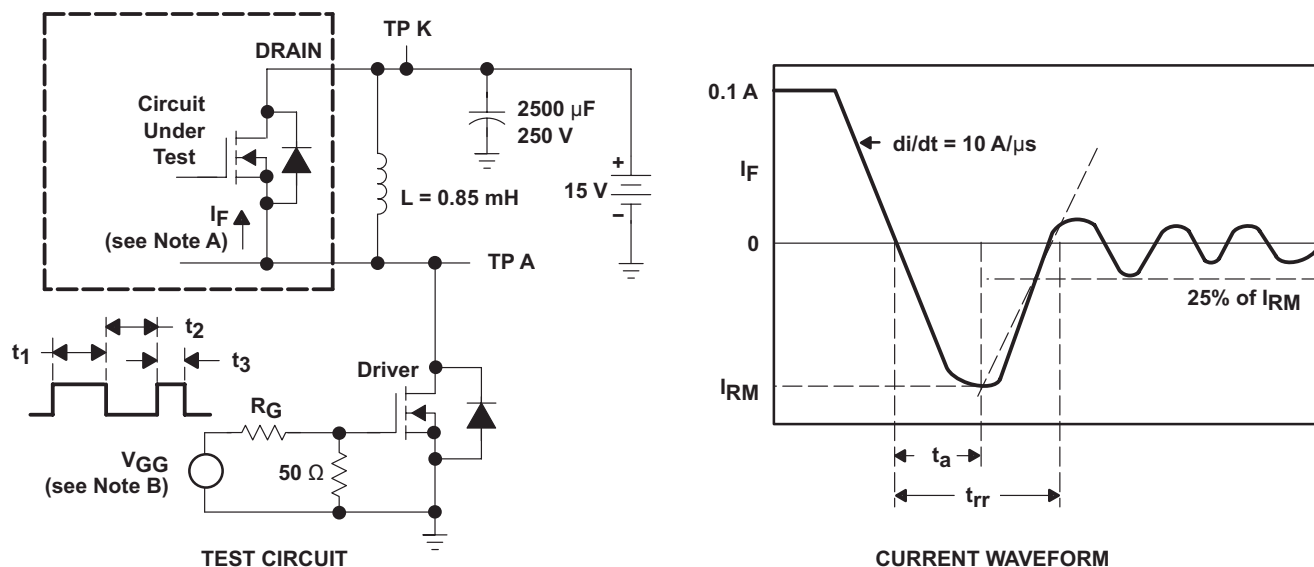 TP K
DRAIN
Circuit
Under
Test
2500 µF
250 V
+
15 V
−
L = 0.85 mH
IF
(see Note A)
TP A
t2
t1
t3
Driver
RG
VGG
(see Note B)
50 Ω
TEST CIRCUIT
0.1 A
di/dt = 10 A/µs
IF
0
25% of IRM
IRM
ta
trr
CURRENT WAVEFORM